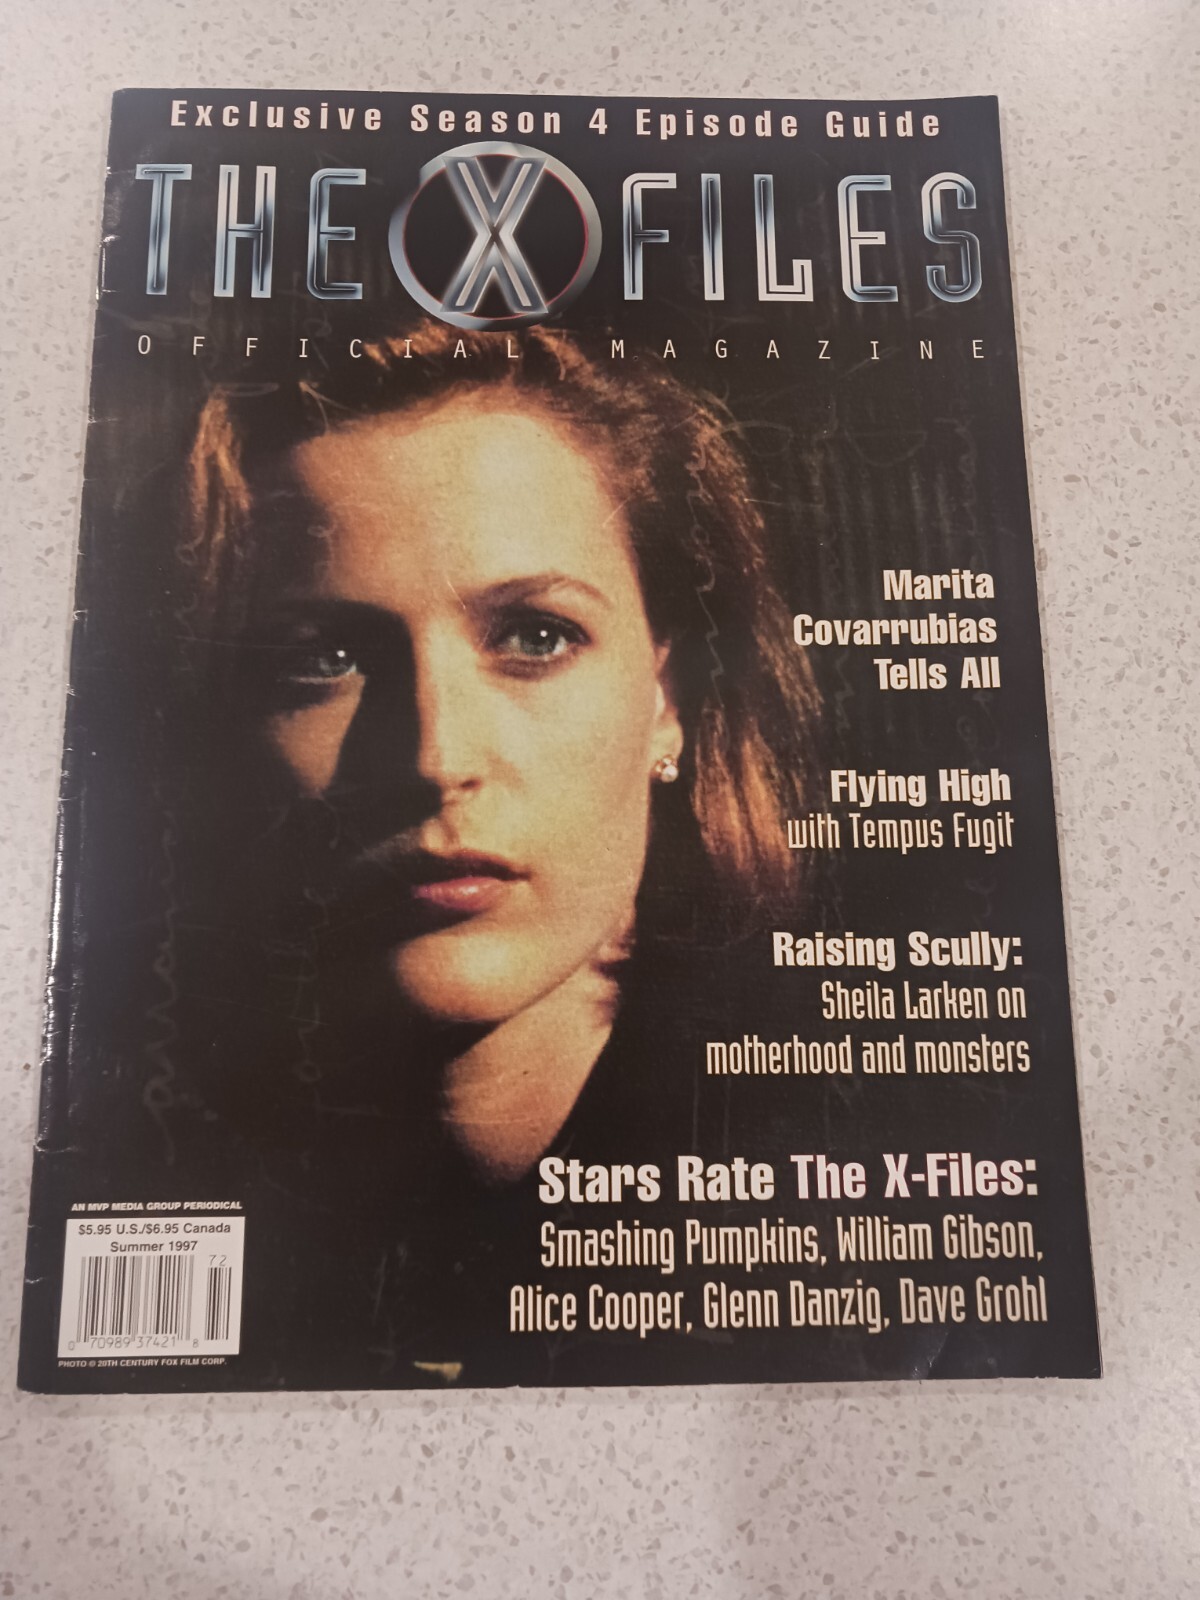 Exclusive Season 4 Episode Guide
THE X FILES
OFFICIAL MAGAZINE
Marita
Covarrubias
Tells All
Flying High
with Tempus Fugit
Raising Scully:
Sheila Larken on
motherhood and monsters
Stars Rate The X-Files:
Smashing Pumpkins, William Gibson,
Alice Cooper, Glenn Danzig, Dave Grohl
AN MVP MEDIA GROUP PERIODICAL
$5.95 U.S./$6.95 Canada
Summer 1997
72
0 70989 37421 8
PHOTO © 20TH CENTURY FOX FILM CORP.